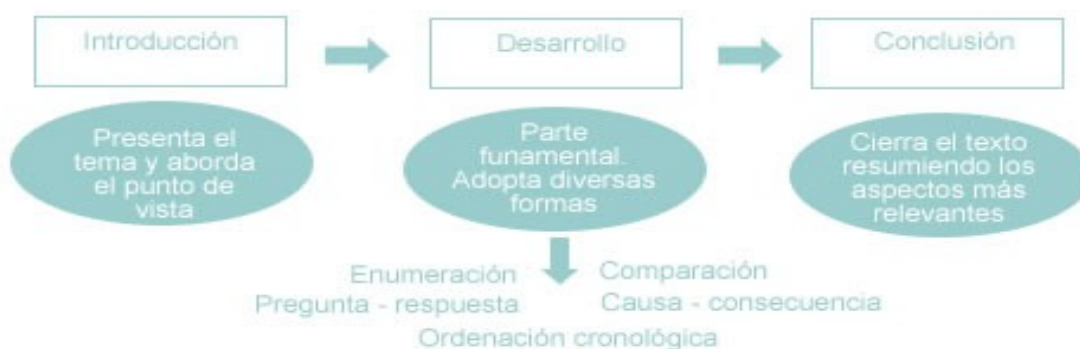 Introducción
Desarrollo
Conclusión
Presenta el
tema y aborda
el punto de
vista
Parte
funamental.
Adopta diversas
formas
Cierra el texto
resumiendo los
aspectos más
relevantes
Enumeración
Comparación
Pregunta - respuesta
Causa - consecuencia
Ordenación cronológica